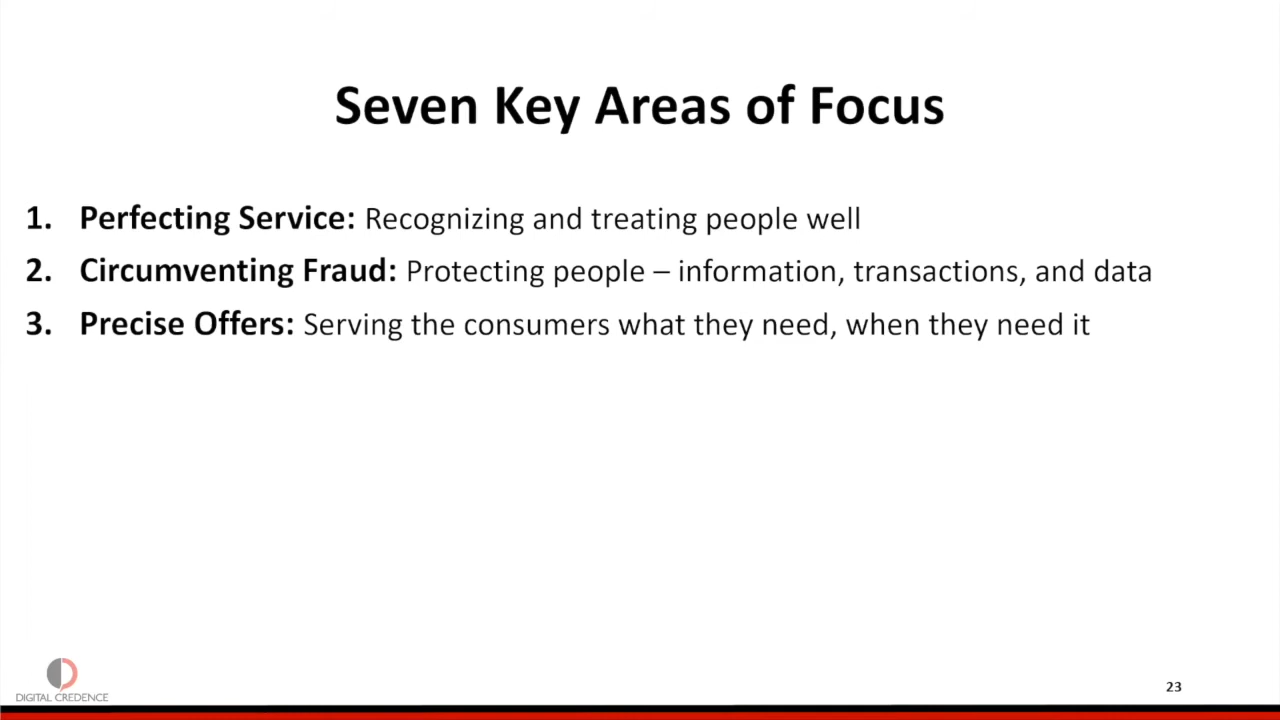 Seven Key Areas of Focus
1. Perfecting Service: Recognizing and treating people well
2. Circumventing Fraud: Protecting people – information, transactions, and data
3. Precise Offers: Serving the consumers what they need, when they need it
DIGITAL CREDENCE
23